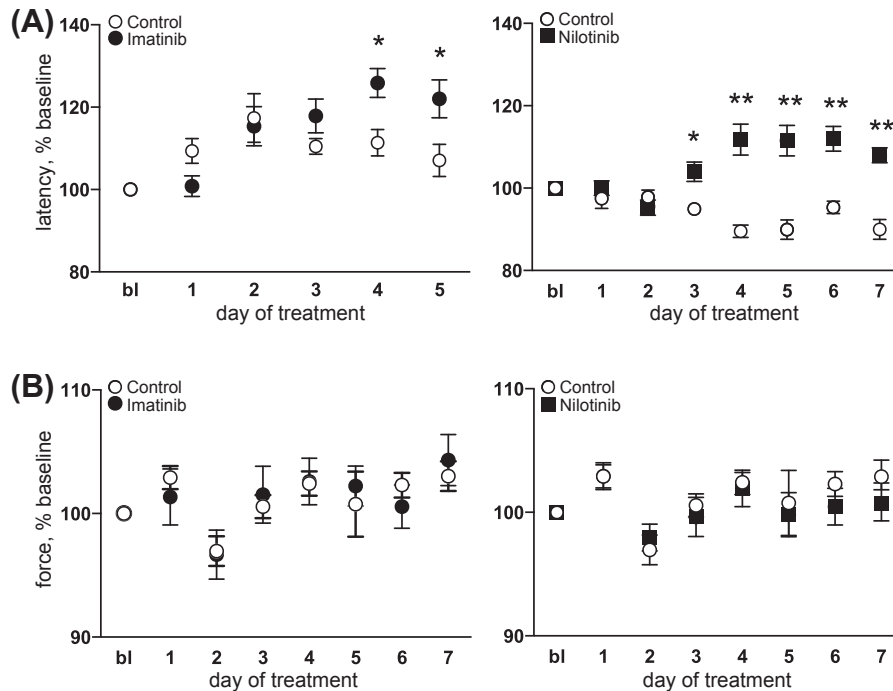 (A)
140
Control
Imatinib
* *
120
100
80
latency, % baseline
bl 1 2 3 4 5
day of treatment
140
Control
Nilotinib
* ** ** ** **
120
100
80
bl 1 2 3 4 5 6 7
day of treatment
(B)
110
Control
Imatinib
100
90
force, % baseline
bl 1 2 3 4 5 6 7
day of treatment
110
Control
Nilotinib
100
90
bl 1 2 3 4 5 6 7
day of treatment